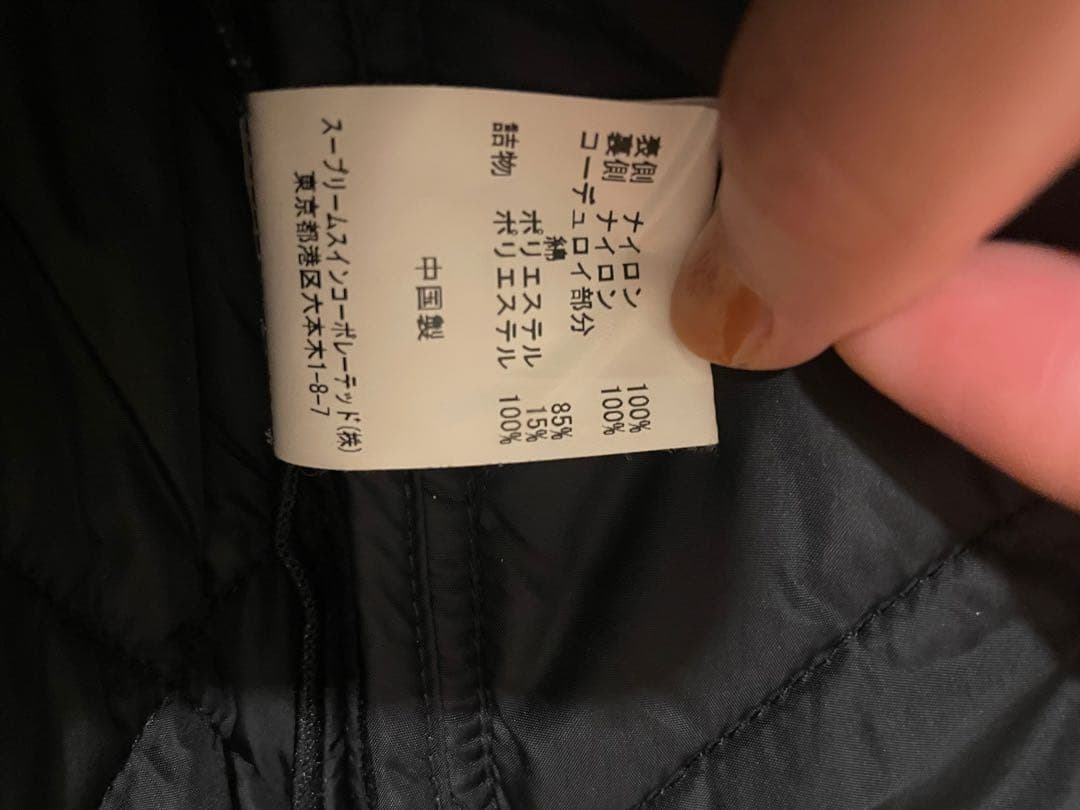 表側 ナイロン 100%
裏側 ナイロン 100%
コーデュロイ部分
綿 85%
ポリエステル 15%
詰物 ポリエステル 100%
中国製
スープリームスインコーポレーテッド(株)
東京都港区六本木1-8-7